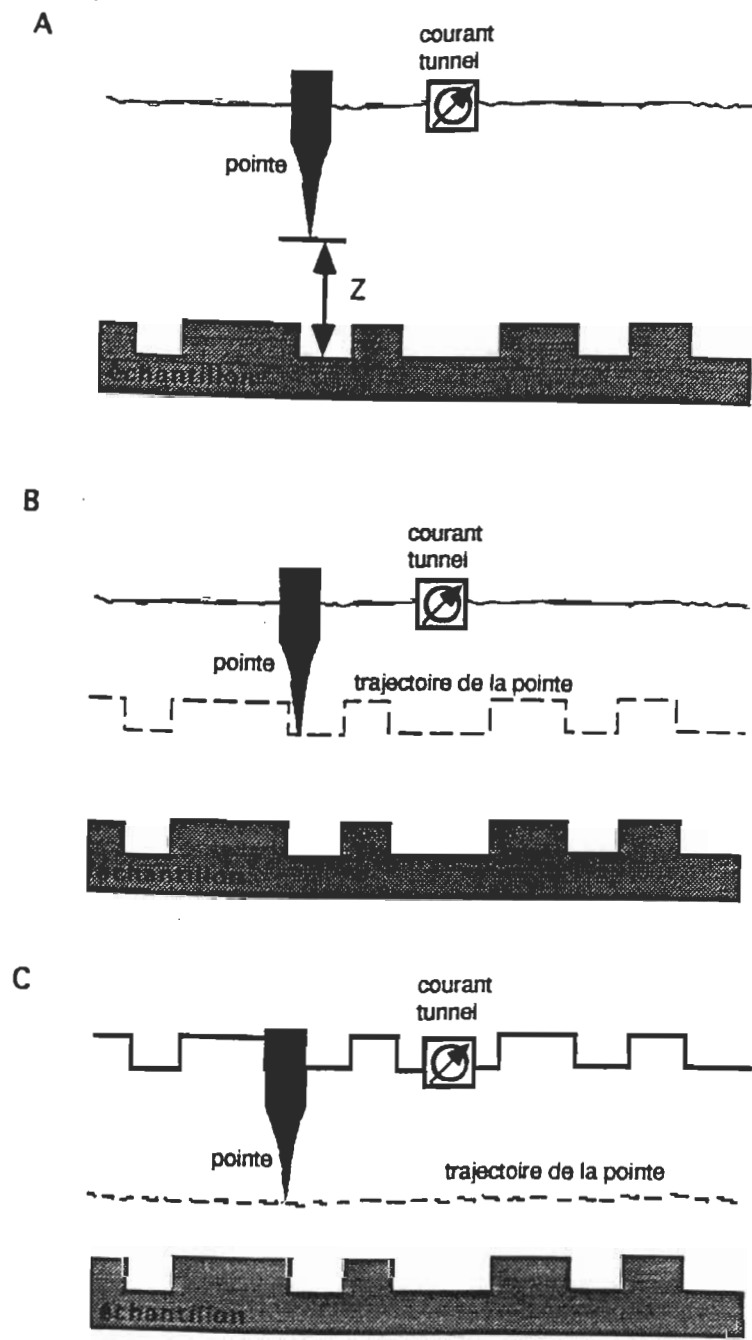 A
courant
tunnel
pointe
Z
échantillon
B
courant
tunnel
pointe
trajectoire de la pointe
échantillon
C
courant
tunnel
pointe
trajectoire de la pointe
échantillon